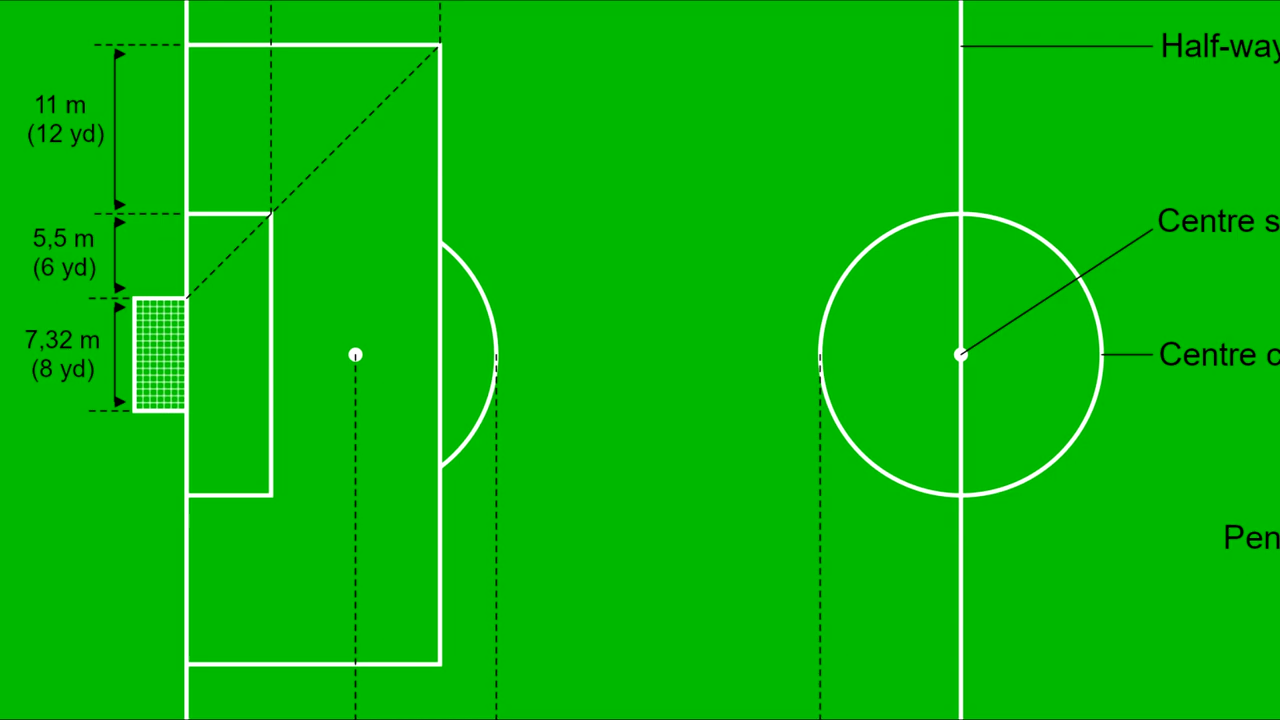 11 m
(12 yd)
5,5 m
(6 yd)
7,32 m
(8 yd)
Half-way
Centre s
Centre c
Pen